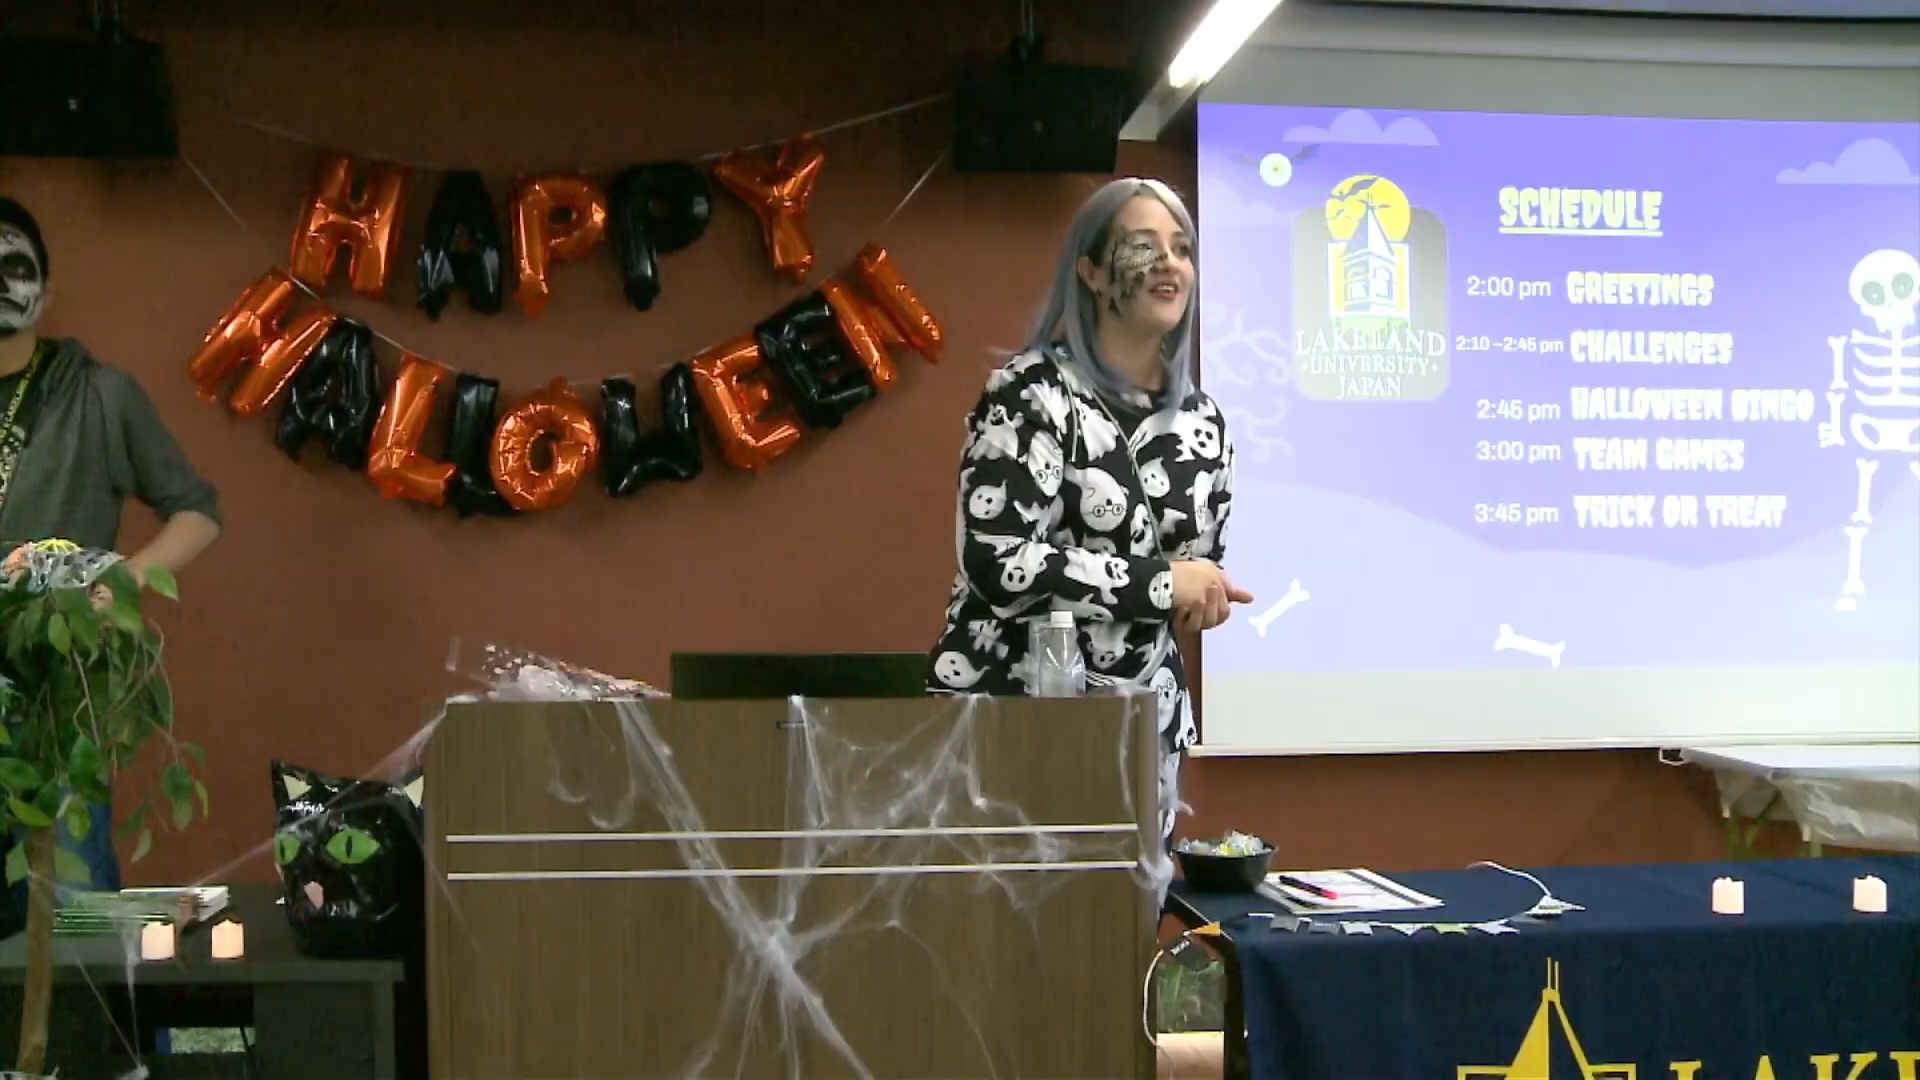 HAPPY
HALLOWEEN
SCHEDULE
2:00 pm GREETINGS
2:10 -2:45 pm CHALLENGES
2:45 pm HALLOWEEN BINGO
3:00 pm TEAM GAMES
3:45 pm TRICK OR TREAT
LAKELAND
·UNIVERSITY·
JAPAN
LAKE